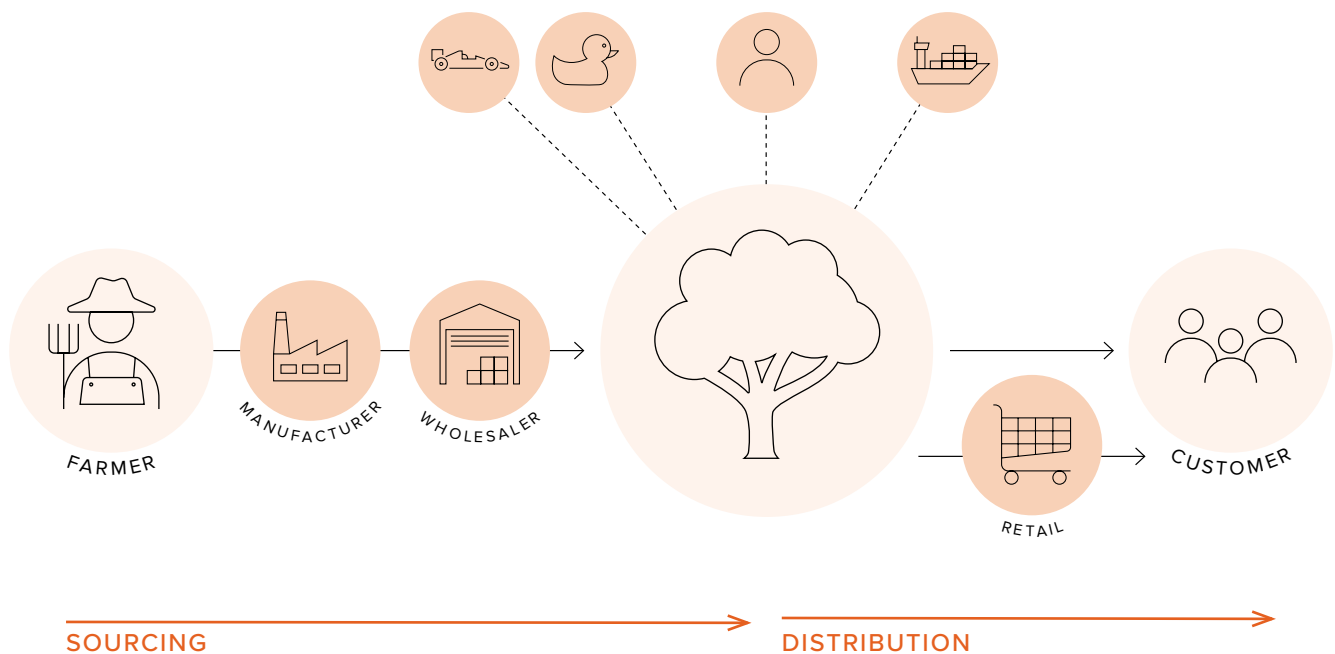 FARMER
MANUFACTURER
WHOLESALER
RETAIL
CUSTOMER
SOURCING
DISTRIBUTION